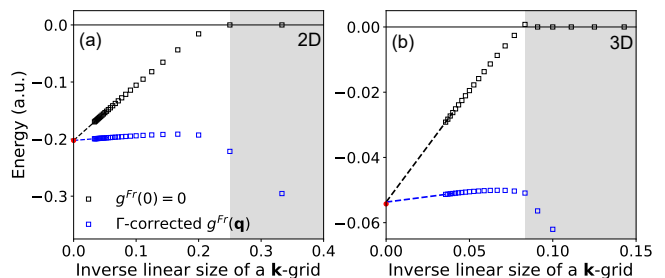 (a) 2D
0.0
−0.1
−0.2
−0.3
Energy (a.u.)
g^{Fr}(0) = 0
Γ-corrected g^{Fr}(𝐪)
0.0 0.1 0.2 0.3 0.4
Inverse linear size of a 𝐤-grid
(b) 3D
0.00
−0.02
−0.04
−0.06
0.00 0.05 0.10 0.15
Inverse linear size of a 𝐤-grid